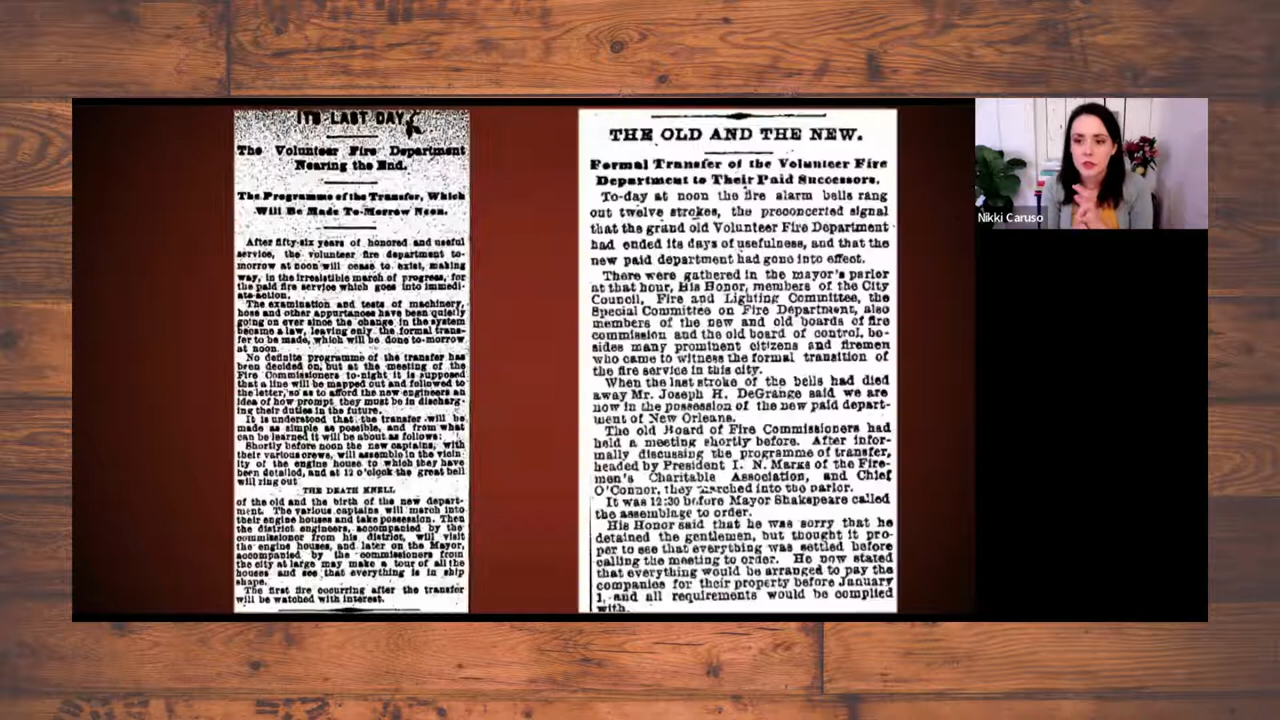 ITS LAST DAY.
The Volunteer Fire Department
Nearing the End.
The Programme of the Transfer, Which
Will Be Made To-Morrow Noon.
After fifty-six years of honored and useful
service, the volunteer fire department to-
morrow at noon will cease to exist, making
way, in the irresistible march of progress, for
the paid fire service which goes into immedi-
ate action.
The examination and tests of machinery,
hose and other appurtances have been quietly
going on ever since the change in the system
became a law, leaving only the formal trans-
fer to be made, which will be done to-morrow
at noon.
No definite programme of the transfer has
been decided on, but at the meeting of the
Fire Commissioners to-night it is supposed
that a line will be mapped out and followed to
the letter, so as to afford the new engineers an
idea of how prompt they must be in discharg-
ing their duties in the future.
It is understood that the transfer will be
made as simple as possible, and from what
can be learned it will be about as follows:
Shortly before noon the new captains, with
their various crews, will assemble in the vicin-
ity of the engine house to which they have
been detailed, and at 12 o'clock the great bell
will ring out
THE DEATH KNELL
of the old and the birth of the new depart-
ment. The various captains will march into
their engine houses and take possession. Then
the district engineers, accompanied by the
commissioner from his district, will visit
the engine houses, and later on the Mayor,
accompanied by the commissioners from
the city at large may make a tour of all the
houses and see that everything is in ship
shape.
The first fire occurring after the transfer
will be watched with interest.
THE OLD AND THE NEW.
Formal Transfer of the Volunteer Fire
Department to Their Paid Successors.
To-day at noon the fire alarm bells rang
out twelve strokes, the preconcerted signal
that the grand old Volunteer Fire Department
had ended its days of usefulness, and that the
new paid department had gone into effect.
There were gathered in the mayor's parlor
at that hour, His Honor, members of the City
Council, Fire and Lighting Committee, the
Special Committee on Fire Department, also
members of the new and old boards of fire
commission and the old board of control, be-
sides many prominent citizens and firemen
who came to witness the formal transition of
the fire service in this city.
When the last stroke of the bells had died
away Mr. Joseph H. DeGrange said we are
now in the possession of the new paid depart-
ment of New Orleans.
The old Board of Fire Commissioners had
held a meeting shortly before. After infor-
mally discussing the programme of transfer,
headed by President I. N. Marks of the Fire-
men's Charitable Association, and Chief
O'Connor, they marched into the parlor.
It was 12:30 before Mayor Shakspeare called
the assemblage to order.
His Honor said that he was sorry that he
detained the gentlemen, but thought it pro-
per to see that everything was settled before
calling the meeting to order. He now stated
that everything would be arranged to pay the
companies for their property before January
1, and all requirements would be complied
with.
Nikki Caruso